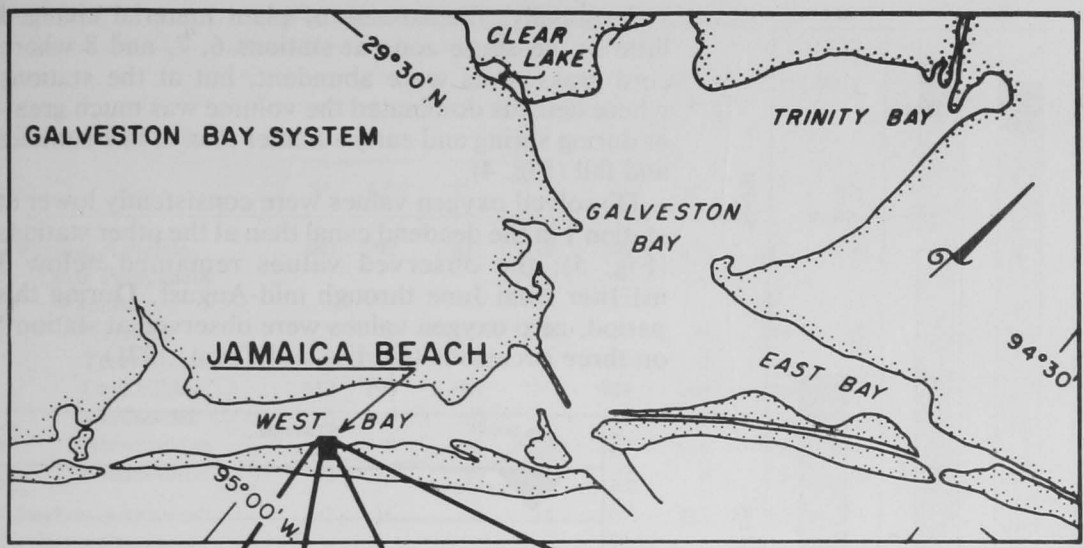 CLEAR
LAKE
29°30'N.
TRINITY BAY
GALVESTON BAY SYSTEM
GALVESTON
BAY
94°30'
JAMAICA BEACH
EAST BAY
WEST BAY
95°00'W.